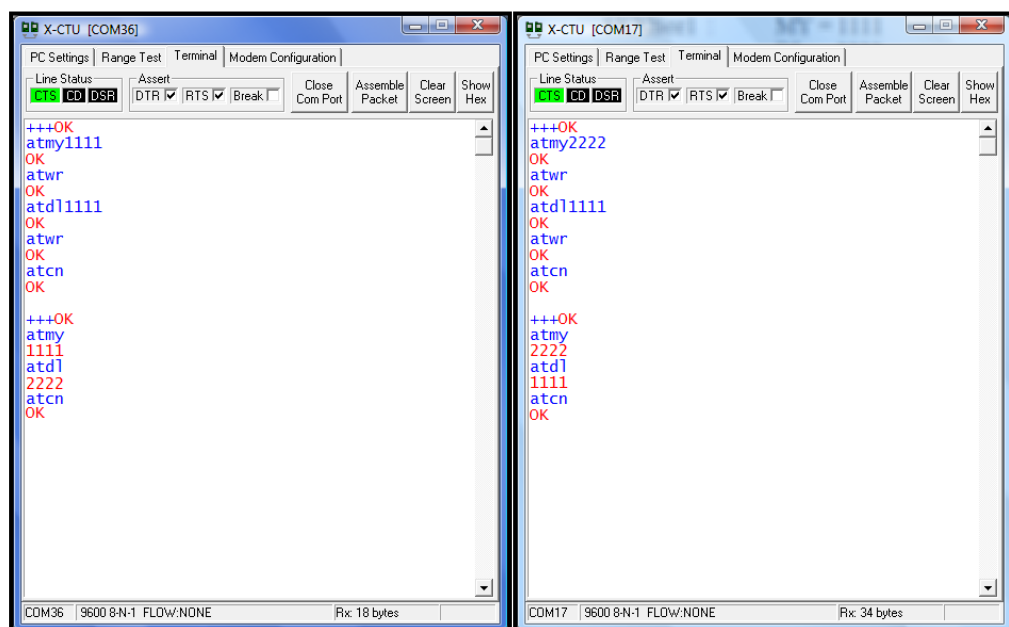 X-CTU [COM36]
PC Settings Range Test Terminal Modem Configuration
Line Status
CTS CD DSR
Assert
DTR RTS Break
Close Com Port
Assemble Packet
Clear Screen
Show Hex
+++OK
atmy1111
OK
atwr
OK
atdl1111
OK
atwr
OK
atcn
OK
+++OK
atmy
1111
atdl
2222
atcn
OK
COM36 9600 8-N-1 FLOW:NONE Rx: 18 bytes
X-CTU [COM17]
MY = 1111
PC Settings Range Test Terminal Modem Configuration
Line Status
CTS CD DSR
Assert
DTR RTS Break
Close Com Port
Assemble Packet
Clear Screen
Show Hex
+++OK
atmy2222
OK
atwr
OK
atdl1111
OK
atwr
OK
atcn
OK
+++OK
atmy
2222
atdl
1111
atcn
OK
COM17 9600 8-N-1 FLOW:NONE Rx: 34 bytes